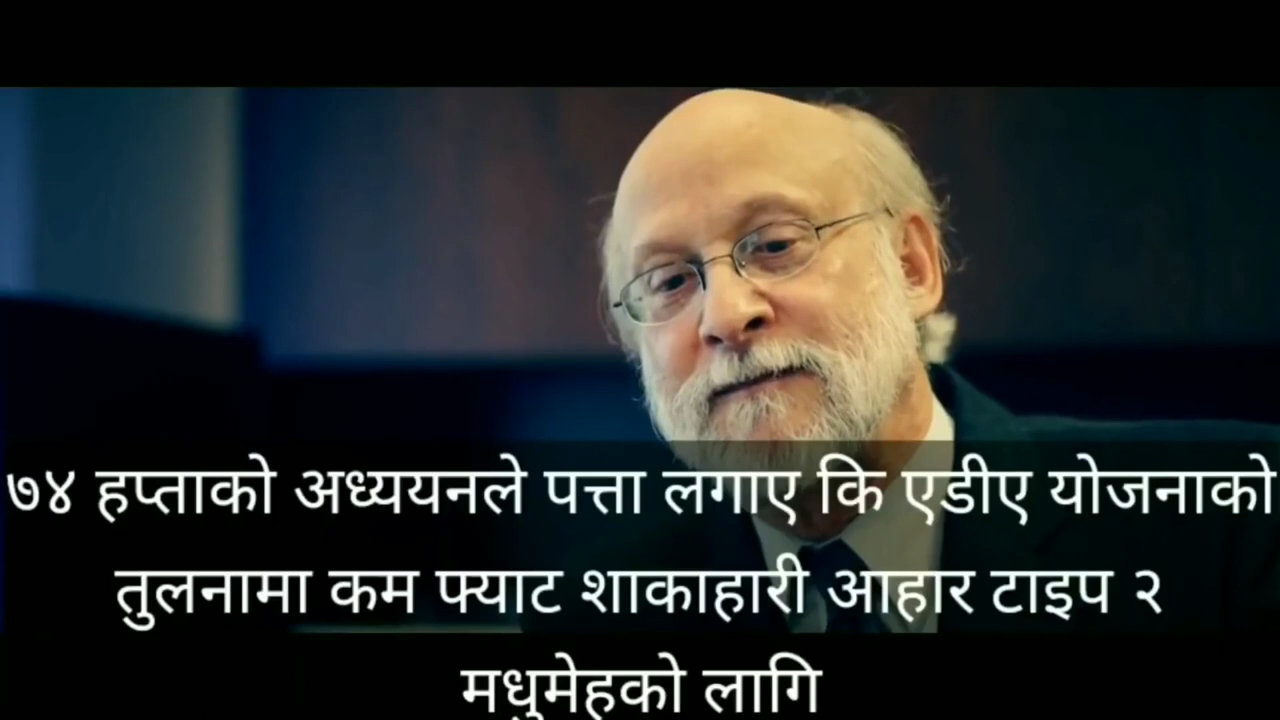 ७४ हप्ताको अध्ययनले पत्ता लगाए कि एडीए योजनाको
तुलनामा कम फ्याट शाकाहारी आहार टाइप २
मधुमेहको लागि